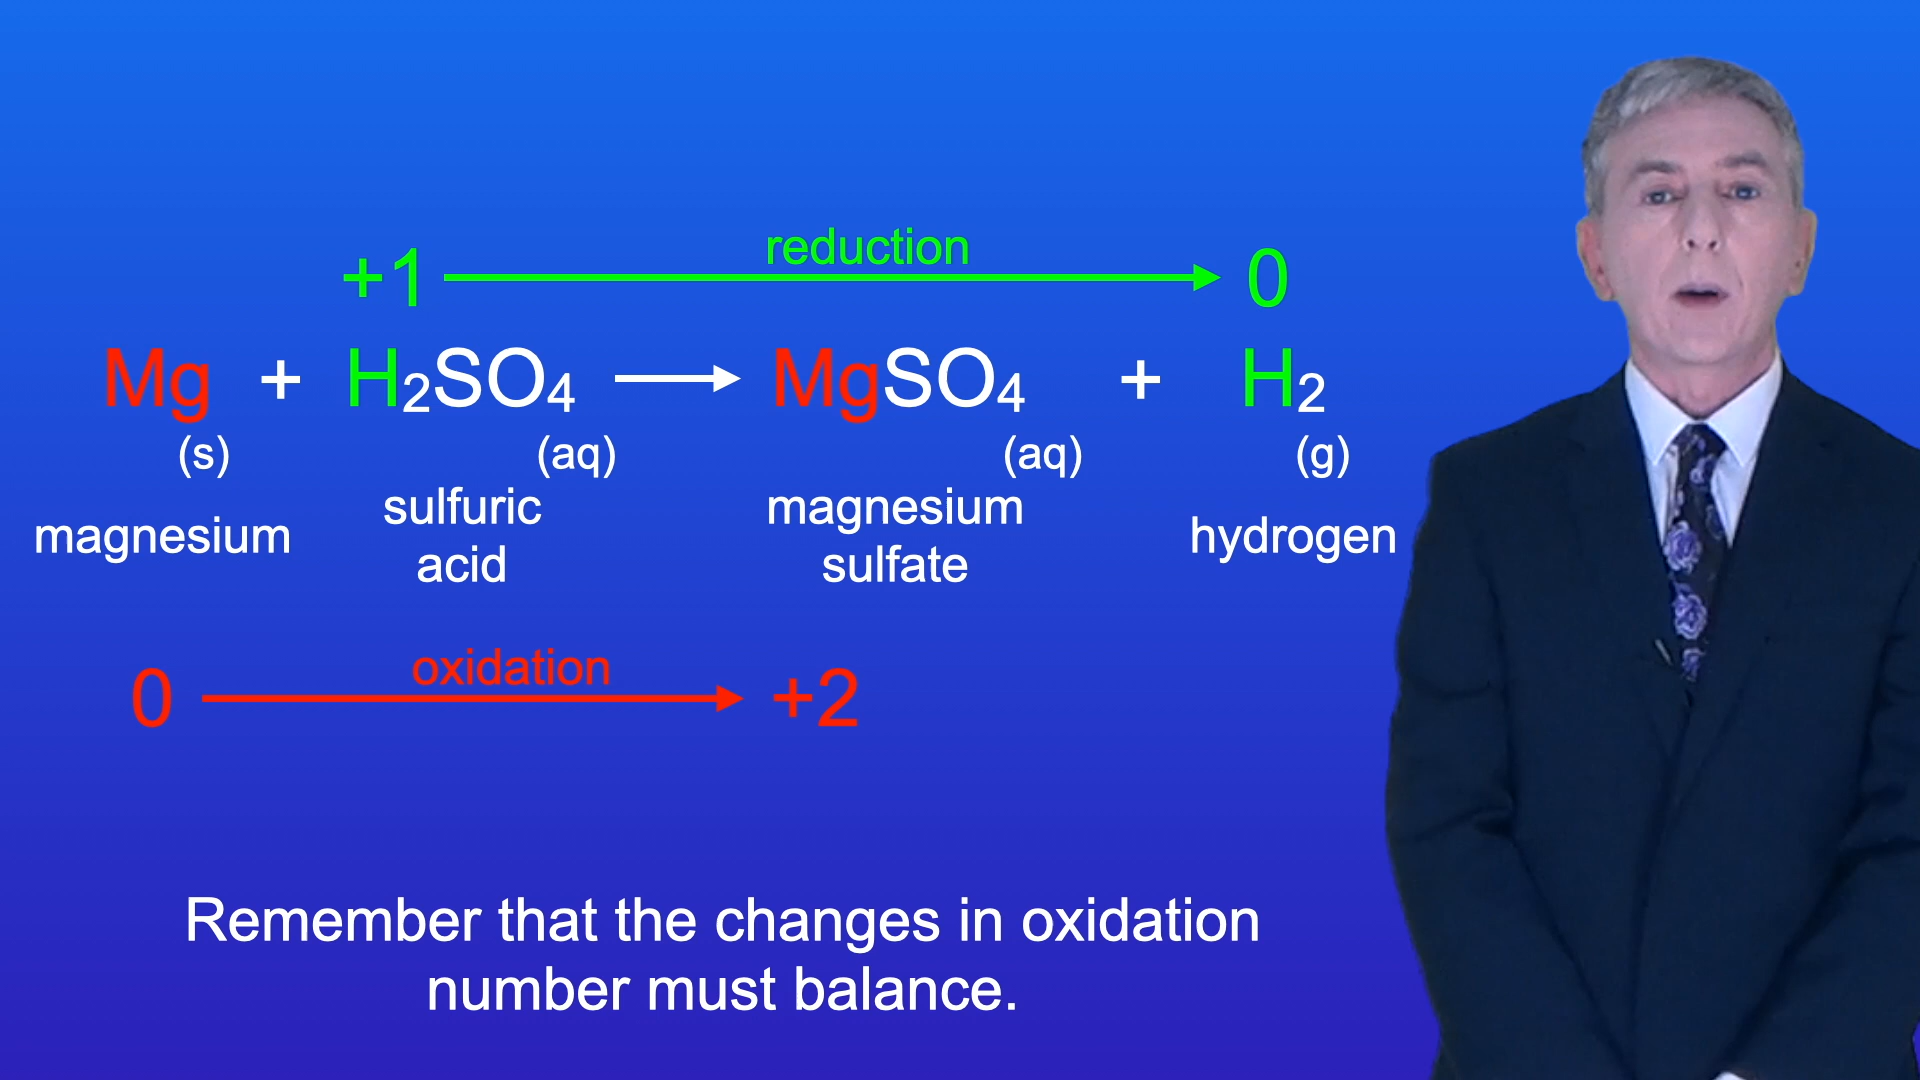 reduction
+1 0
Mg + H₂SO₄ → MgSO₄ + H₂
(s) (aq) (aq) (g)
magnesium sulfuric acid magnesium sulfate hydrogen
oxidation
0 +2
Remember that the changes in oxidation
number must balance.